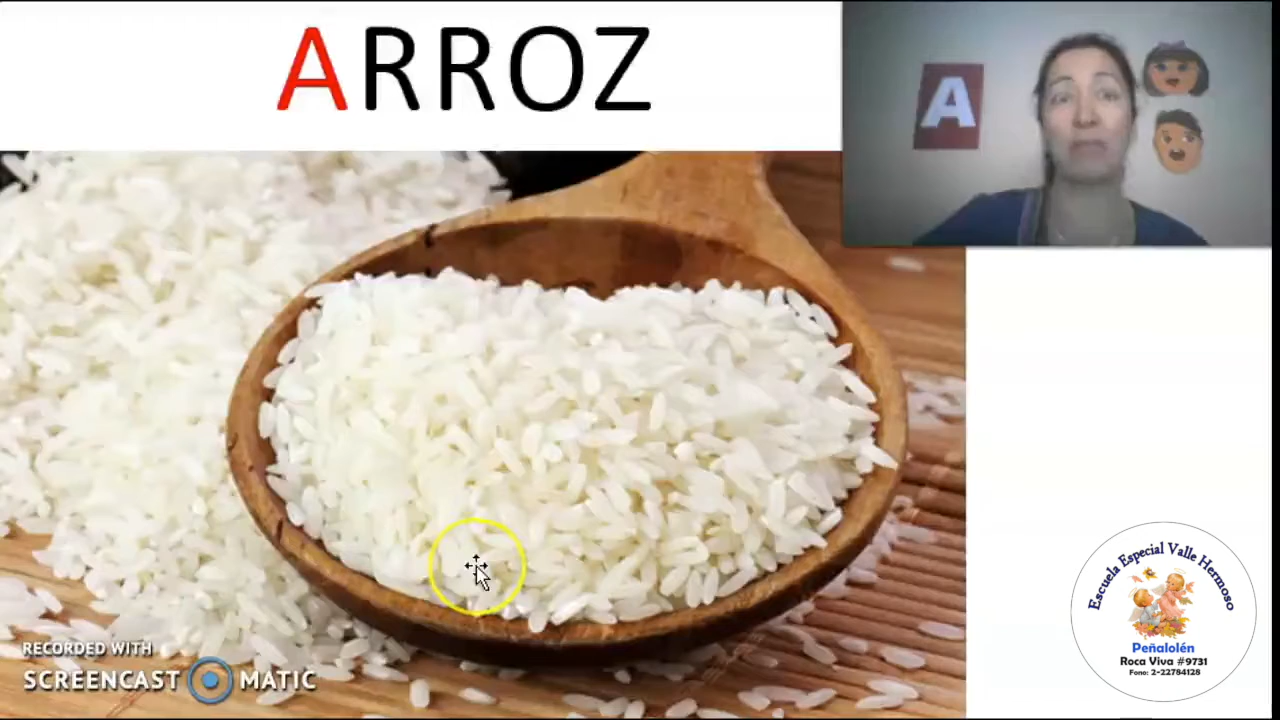 ARROZ
A
Escuela Especial Valle Hermoso
Peñalolén
Roca Viva #9731
Fono: 2-22784128
RECORDED WITH
SCREENCAST MATIC